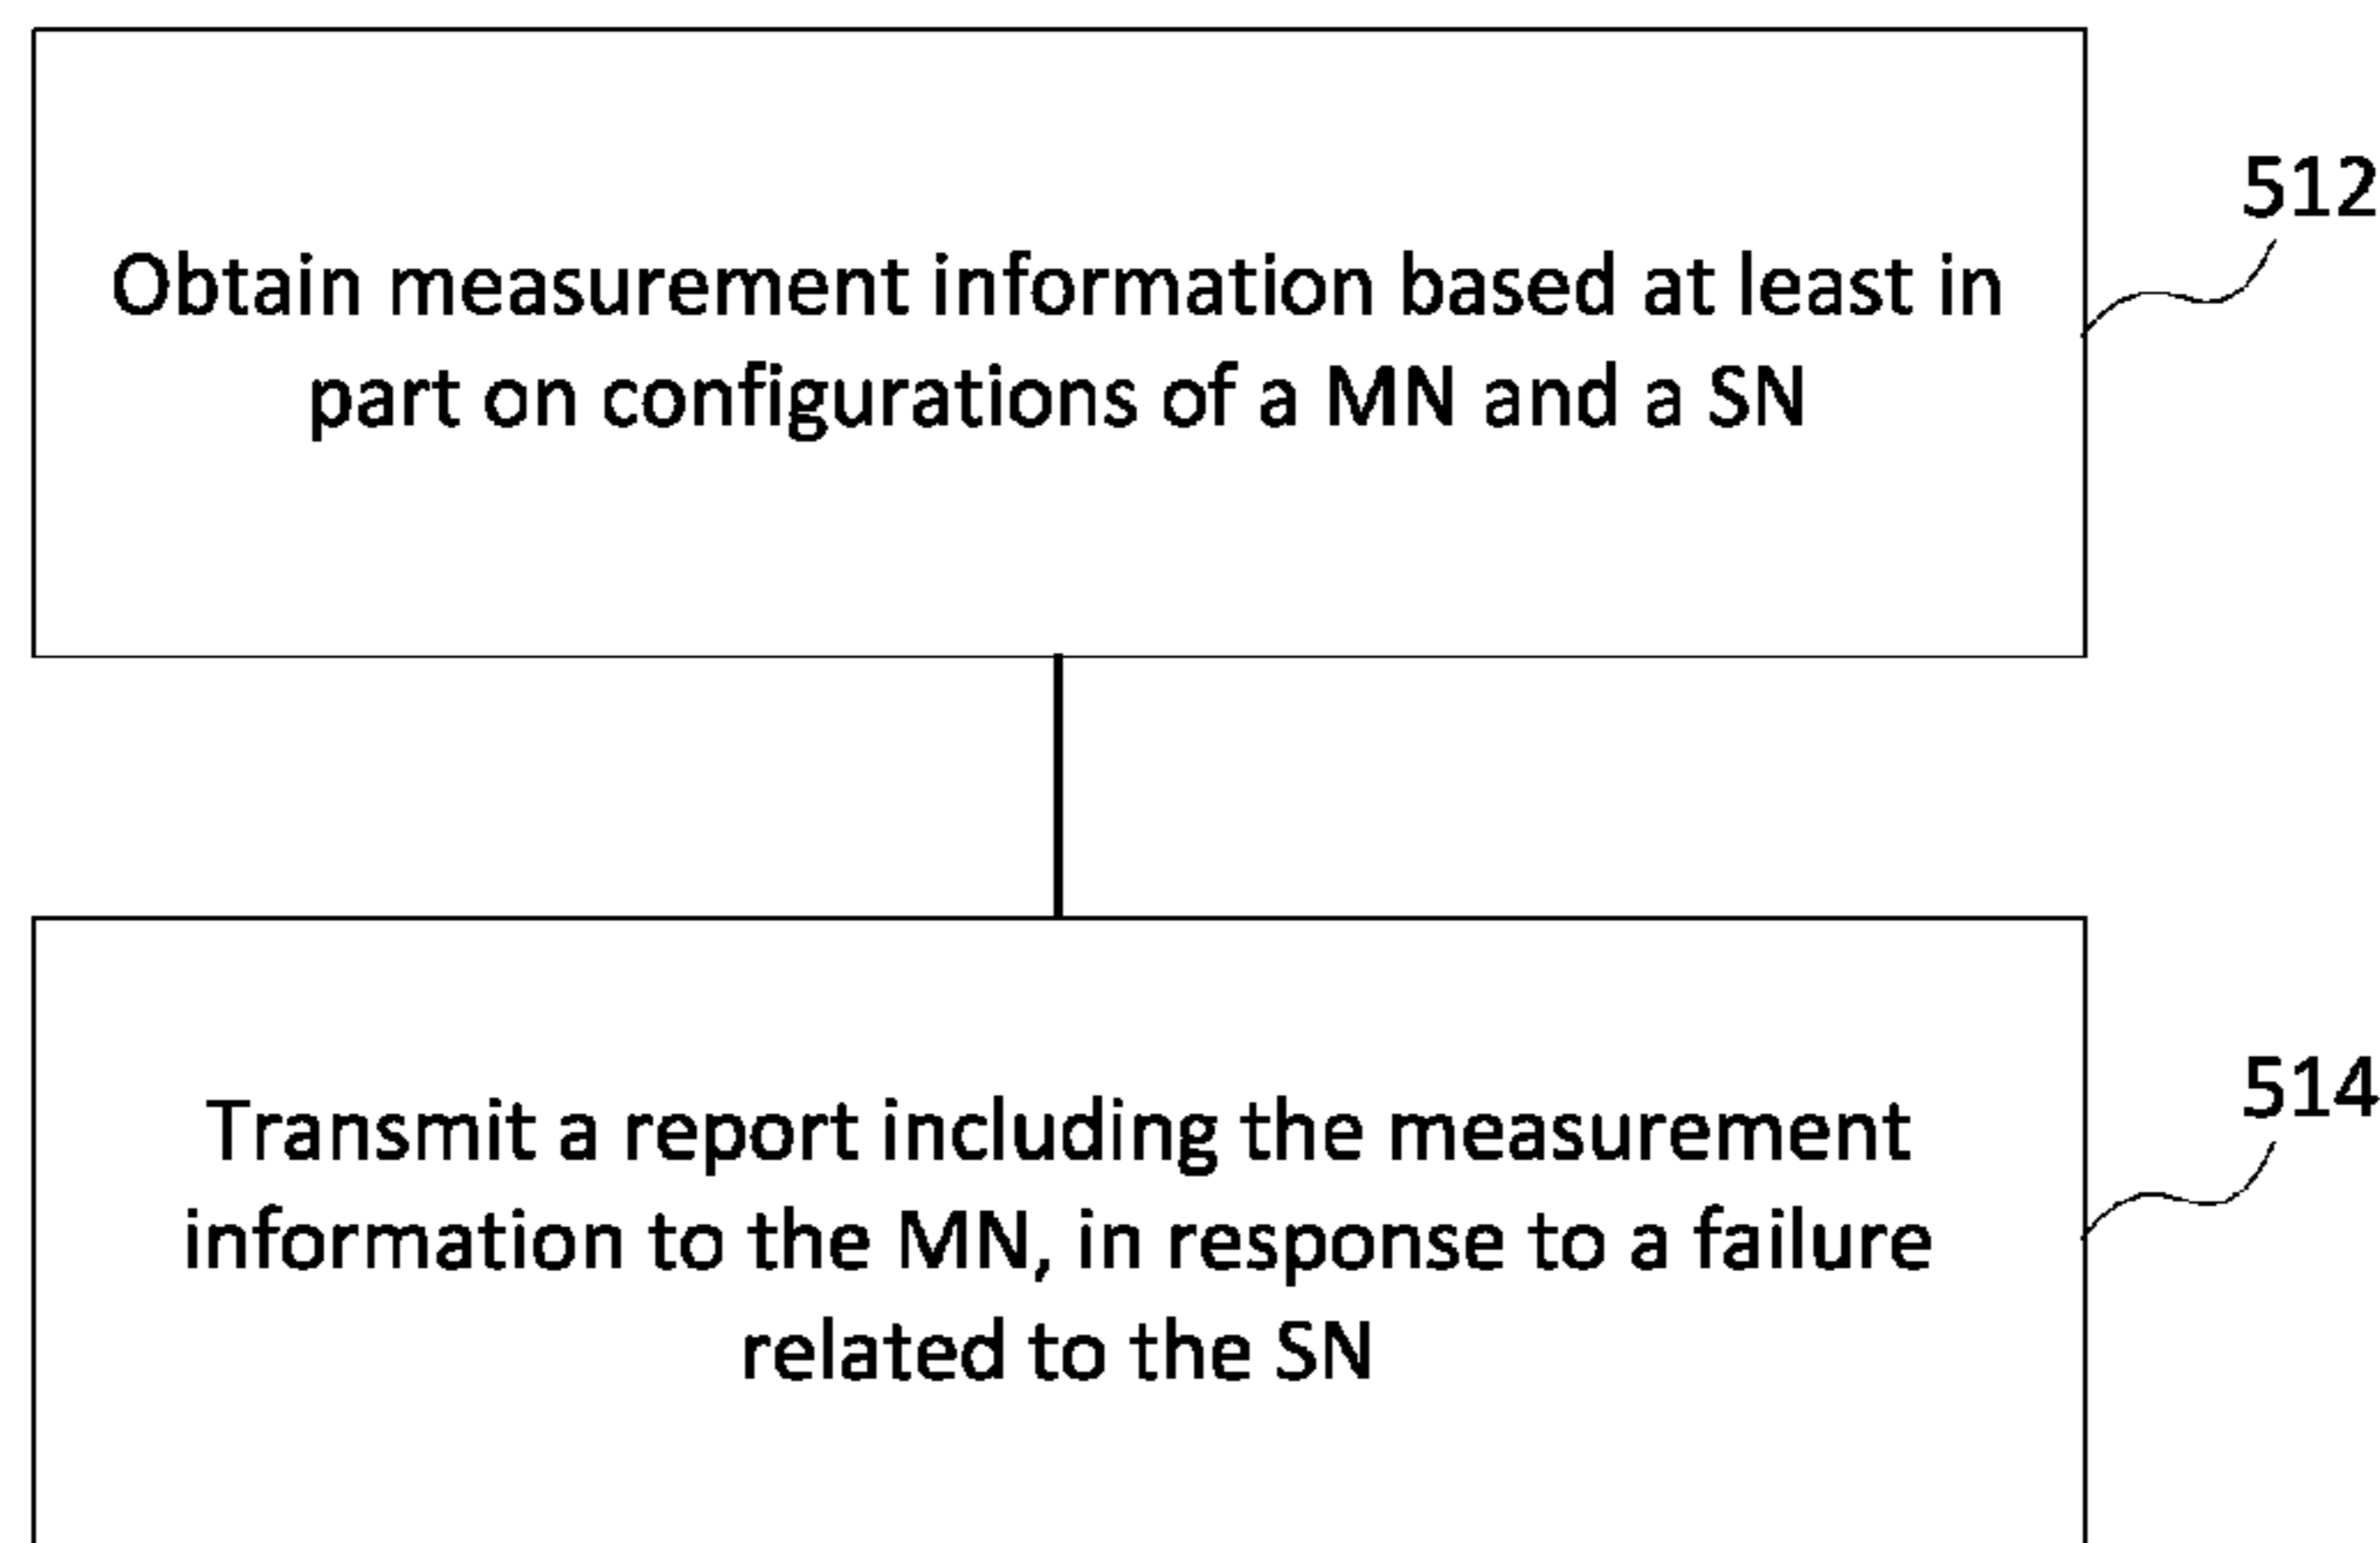 512
Obtain measurement information based at least in
part on configurations of a MN and a SN
514
Transmit a report including the measurement
information to the MN, in response to a failure
related to the SN